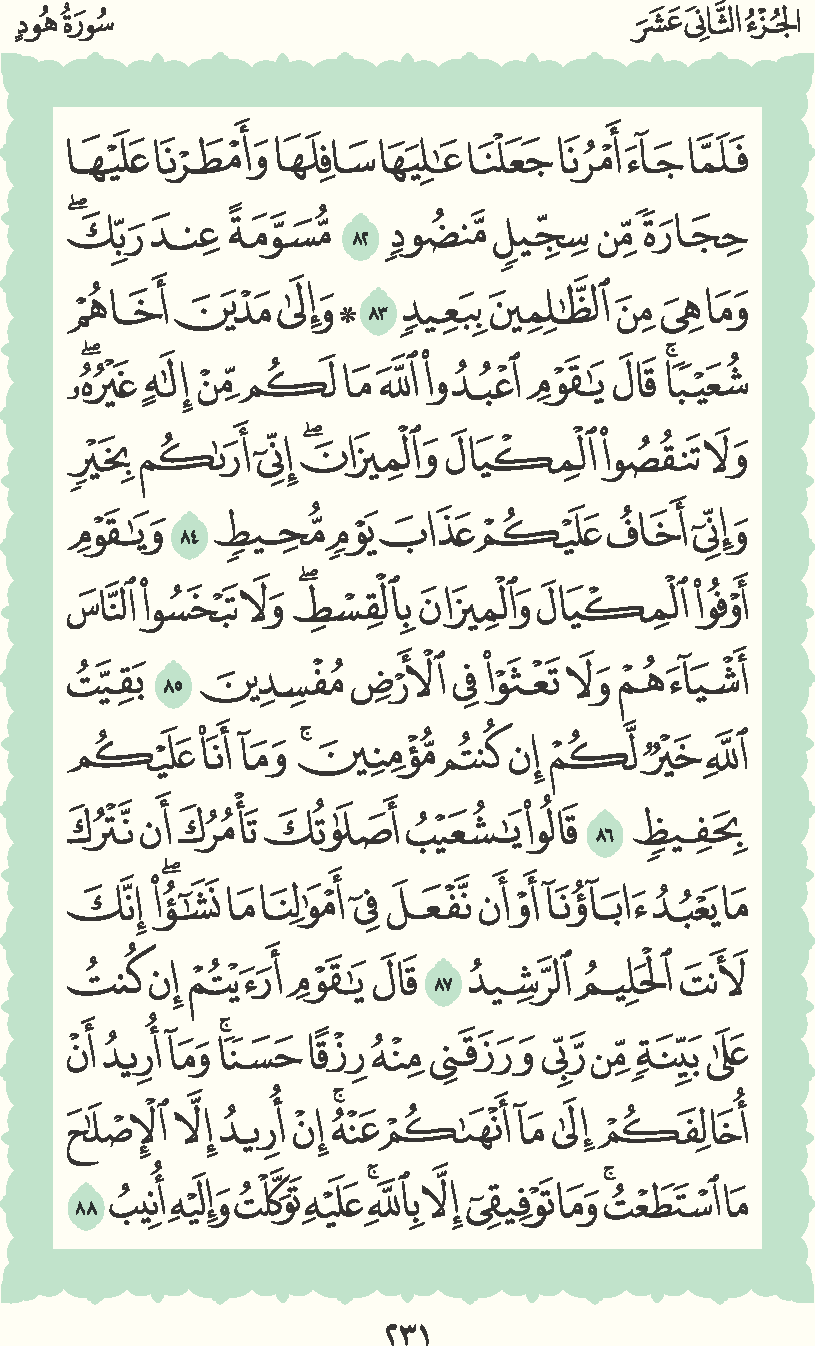 الجُزْءُ الثَّانِىَ عَشَرَ
سُورَةُ هُودٍ
فَلَمَّا جَآءَ أَمْرُنَا جَعَلْنَا عَٰلِيَهَا سَافِلَهَا وَأَمْطَرْنَا عَلَيْهَا
حِجَارَةً مِّن سِجِّيلٍ مَّنضُودٍ ٨٢ مُّسَوَّمَةً عِندَ رَبِّكَۖ
وَمَا هِىَ مِنَ ٱلظَّٰلِمِينَ بِبَعِيدٍ ٨٣ * وَإِلَىٰ مَدْيَنَ أَخَاهُمْ
شُعَيْبًاۚ قَالَ يَٰقَوْمِ ٱعْبُدُوا۟ ٱللَّهَ مَا لَكُم مِّنْ إِلَٰهٍ غَيْرُهُۥۖ
وَلَا تَنقُصُوا۟ ٱلْمِكْيَالَ وَٱلْمِيزَانَۖ إِنِّىٓ أَرَىٰكُم بِخَيْرٍ
وَإِنِّىٓ أَخَافُ عَلَيْكُمْ عَذَابَ يَوْمٍ مُّحِيطٍ ٨٤ وَيَٰقَوْمِ
أَوْفُوا۟ ٱلْمِكْيَالَ وَٱلْمِيزَانَ بِٱلْقِسْطِۖ وَلَا تَبْخَسُوا۟ ٱلنَّاسَ
أَشْيَآءَهُمْ وَلَا تَعْثَوْا۟ فِى ٱلْأَرْضِ مُفْسِدِينَ ٨٥ بَقِيَّتُ
ٱللَّهِ خَيْرٌ لَّكُمْ إِن كُنتُم مُّؤْمِنِينَۚ وَمَآ أَنَا۠ عَلَيْكُم
بِحَفِيظٍ ٨٦ قَالُوا۟ يَٰشُعَيْبُ أَصَلَوٰتُكَ تَأْمُرُكَ أَن نَّتْرُكَ
مَا يَعْبُدُ ءَابَآؤُنَآ أَوْ أَن نَّفْعَلَ فِىٓ أَمْوَٰلِنَا مَا نَشَٰٓؤُا۟ۖ إِنَّكَ
لَأَنتَ ٱلْحَلِيمُ ٱلرَّشِيدُ ٨٧ قَالَ يَٰقَوْمِ أَرَءَيْتُمْ إِن كُنتُ
عَلَىٰ بَيِّنَةٍ مِّن رَّبِّى وَرَزَقَنِى مِنْهُ رِزْقًا حَسَنًاۚ وَمَآ أُرِيدُ أَنْ
أُخَالِفَكُمْ إِلَىٰ مَآ أَنْهَىٰكُمْ عَنْهُۚ إِنْ أُرِيدُ إِلَّا ٱلْإِصْلَٰحَ
مَا ٱسْتَطَعْتُۚ وَمَا تَوْفِيقِىٓ إِلَّا بِٱللَّهِۚ عَلَيْهِ تَوَكَّلْتُ وَإِلَيْهِ أُنِيبُ ٨٨
٢٣١